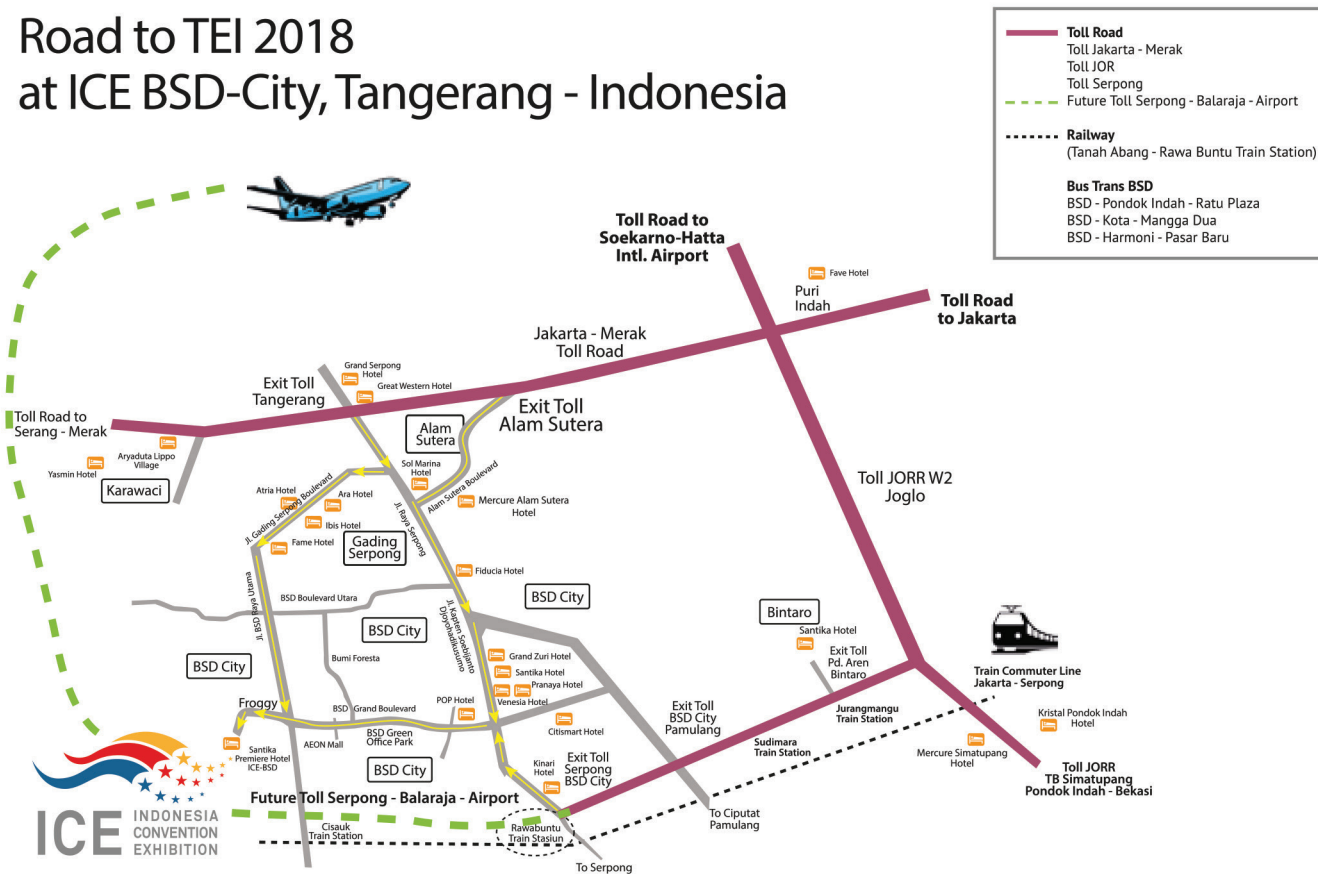 Road to TEI 2018
at ICE BSD-City, Tangerang - Indonesia
Toll Road
Toll Jakarta - Merak
Toll JOR
Toll Serpong
Future Toll Serpong - Balaraja - Airport
Railway
(Tanah Abang - Rawa Buntu Train Station)
Bus Trans BSD
BSD - Pondok Indah - Ratu Plaza
BSD - Kota - Mangga Dua
BSD - Harmoni - Pasar Baru
Toll Road to
Soekarno-Hatta
Intl. Airport
Fave Hotel
Puri
Indah
Toll Road
to Jakarta
Jakarta - Merak
Toll Road
Grand Serpong
Hotel
Great Western Hotel
Exit Toll
Tangerang
Exit Toll
Alam Sutera
Toll Road to
Serang - Merak
Alam
Sutera
Aryaduta Lippo
Village
Yasmin Hotel
Karawaci
Sol Marina
Hotel
Alam Sutera Boulevard
Toll JORR W2
Joglo
Atria Hotel
Ara Hotel
Mercure Alam Sutera
Hotel
Jl. Gading Serpong Boulevard
Ibis Hotel
Jl. Raya Serpong
Fame Hotel
Gading
Serpong
Fiducia Hotel
BSD City
Jl. BSD Raya Utama
BSD Boulevard Utara
Jl. Kapten Soebijanto
Djoyohadikusumo
Bintaro
BSD City
Santika Hotel
Exit Toll
Pd. Aren
Bintaro
BSD City
Bumi Foresta
Grand Zuri Hotel
Santika Hotel
Pranaya Hotel
Venesia Hotel
Train Commuter Line
Jakarta - Serpong
Froggy
BSD Grand Boulevard
POP Hotel
Exit Toll
BSD City
Pamulang
Jurangmangu
Train Station
Kristal Pondok Indah
Hotel
AEON Mall
BSD Green
Office Park
Citismart Hotel
Sudimara
Train Station
Mercure Simatupang
Hotel
Santika
Premiere Hotel
ICE-BSD
BSD City
Kinari
Hotel
Exit Toll
Serpong
BSD City
Toll JORR
TB Simatupang
Pondok Indah - Bekasi
Future Toll Serpong - Balaraja - Airport
To Ciputat
Pamulang
ICE
INDONESIA
CONVENTION
EXHIBITION
Cisauk
Train Station
Rawabuntu
Train Stasiun
To Serpong